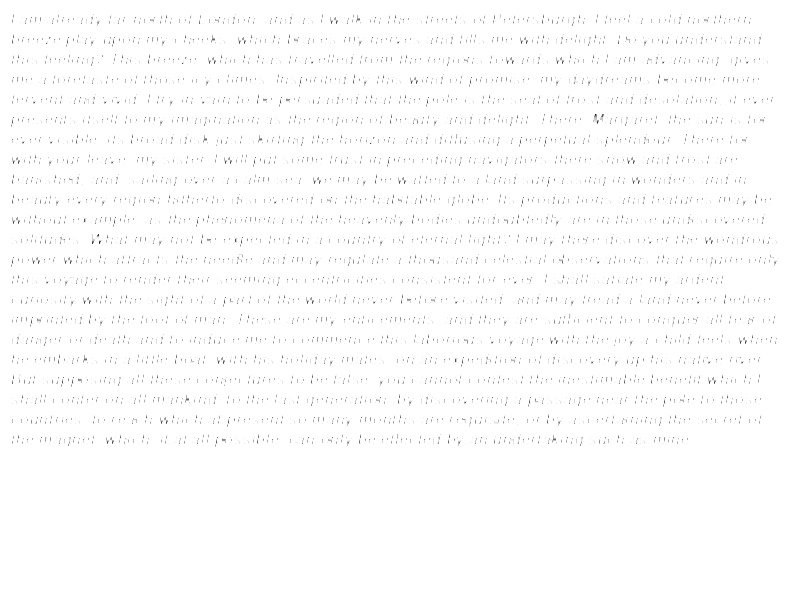 I am already far north of London, and as I walk in the streets of Petersburgh, I feel a cold northern
breeze play upon my cheeks, which braces my nerves and fills me with delight. Do you understand
this feeling? This breeze, which has travelled from the regions towards which I am advancing, gives
me a foretaste of those icy climes. Inspirited by this wind of promise, my daydreams become more
fervent and vivid. I try in vain to be persuaded that the pole is the seat of frost and desolation; it ever
presents itself to my imagination as the region of beauty and delight. There, Margaret, the sun is for
ever visible, its broad disk just skirting the horizon and diffusing a perpetual splendour. There for
with your leave, my sister, I will put some trust in preceding navigators there snow and frost are
banished; and, sailing over a calm sea, we may be wafted to a land surpassing in wonders and in
beauty every region hitherto discovered on the habitable globe. Its productions and features may be
without example, as the phenomena of the heavenly bodies undoubtedly are in those undiscovered
solitudes. What may not be expected in a country of eternal light? I may there discover the wondrous
power which attracts the needle and may regulate a thousand celestial observations that require only
this voyage to render their seeming eccentricities consistent for ever. I shall satiate my ardent
curiosity with the sight of a part of the world never before visited, and may tread a land never before
imprinted by the foot of man. These are my enticements, and they are sufficient to conquer all fear of
danger or death and to induce me to commence this laborious voyage with the joy a child feels when
he embarks in a little boat, with his holiday mates, on an expedition of discovery up his native river.
But supposing all these conjectures to be false, you cannot contest the inestimable benefit which I
shall confer on all mankind, to the last generation, by discovering a passage near the pole to those
countries, to reach which at present so many months are requisite; or by ascertaining the secret of
the magnet, which, if at all possible, can only be effected by an undertaking such as mine.